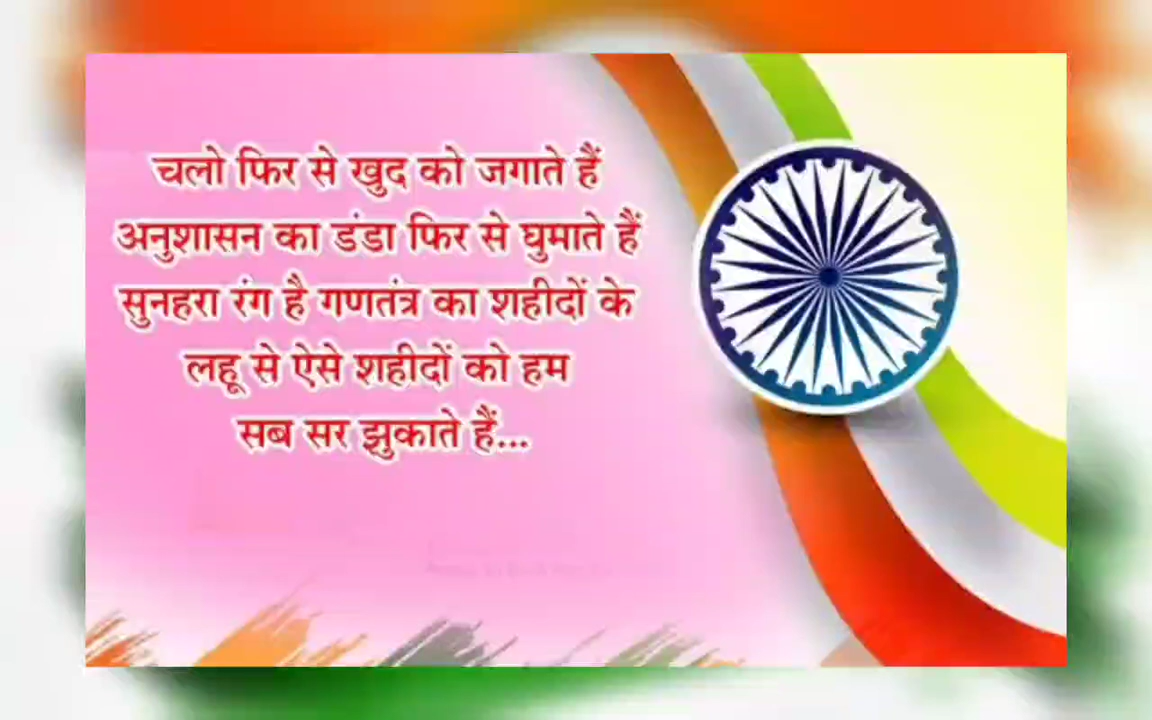 चलो फिर से खुद को जगाते हैं
अनुशासन का डंडा फिर से घुमाते हैं
सुनहरा रंग है गणतंत्र का शहीदों के
लहू से ऐसे शहीदों को हम
सब सर झुकाते हैं...